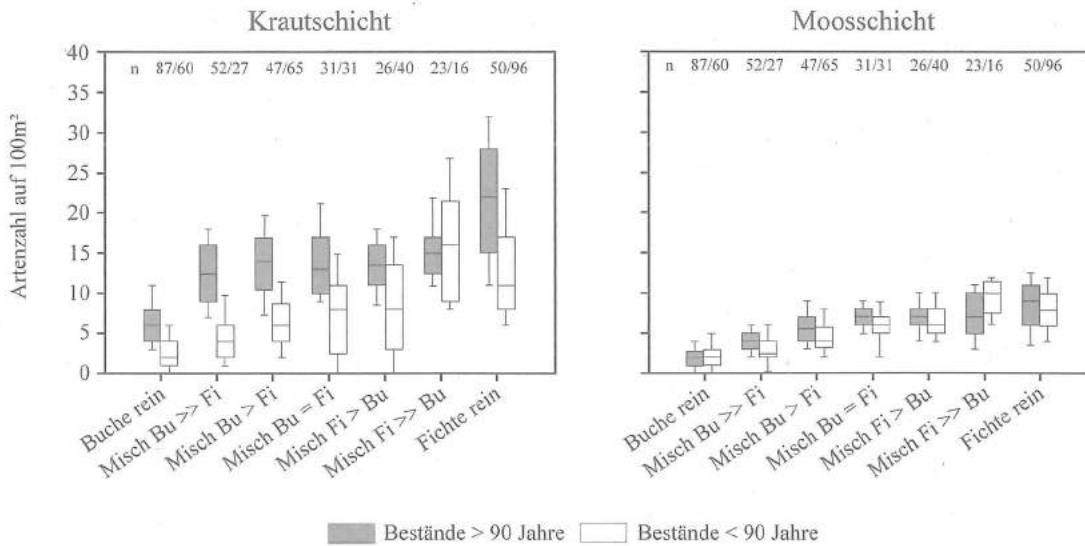 Krautschicht
Moosschicht
Artenzahl auf 100m²
40
35
30
25
20
15
10
5
0
n 87/60 52/27 47/65 31/31 26/40 23/16 50/96
n 87/60 52/27 47/65 31/31 26/40 23/16 50/96
Buche rein
Misch Bu >> Fi
Misch Bu > Fi
Misch Bu = Fi
Misch Fi > Bu
Misch Fi >> Bu
Fichte rein
Buche rein
Misch Bu >> Fi
Misch Bu > Fi
Misch Bu = Fi
Misch Fi > Bu
Misch Fi >> Bu
Fichte rein
Bestände > 90 Jahre
Bestände < 90 Jahre